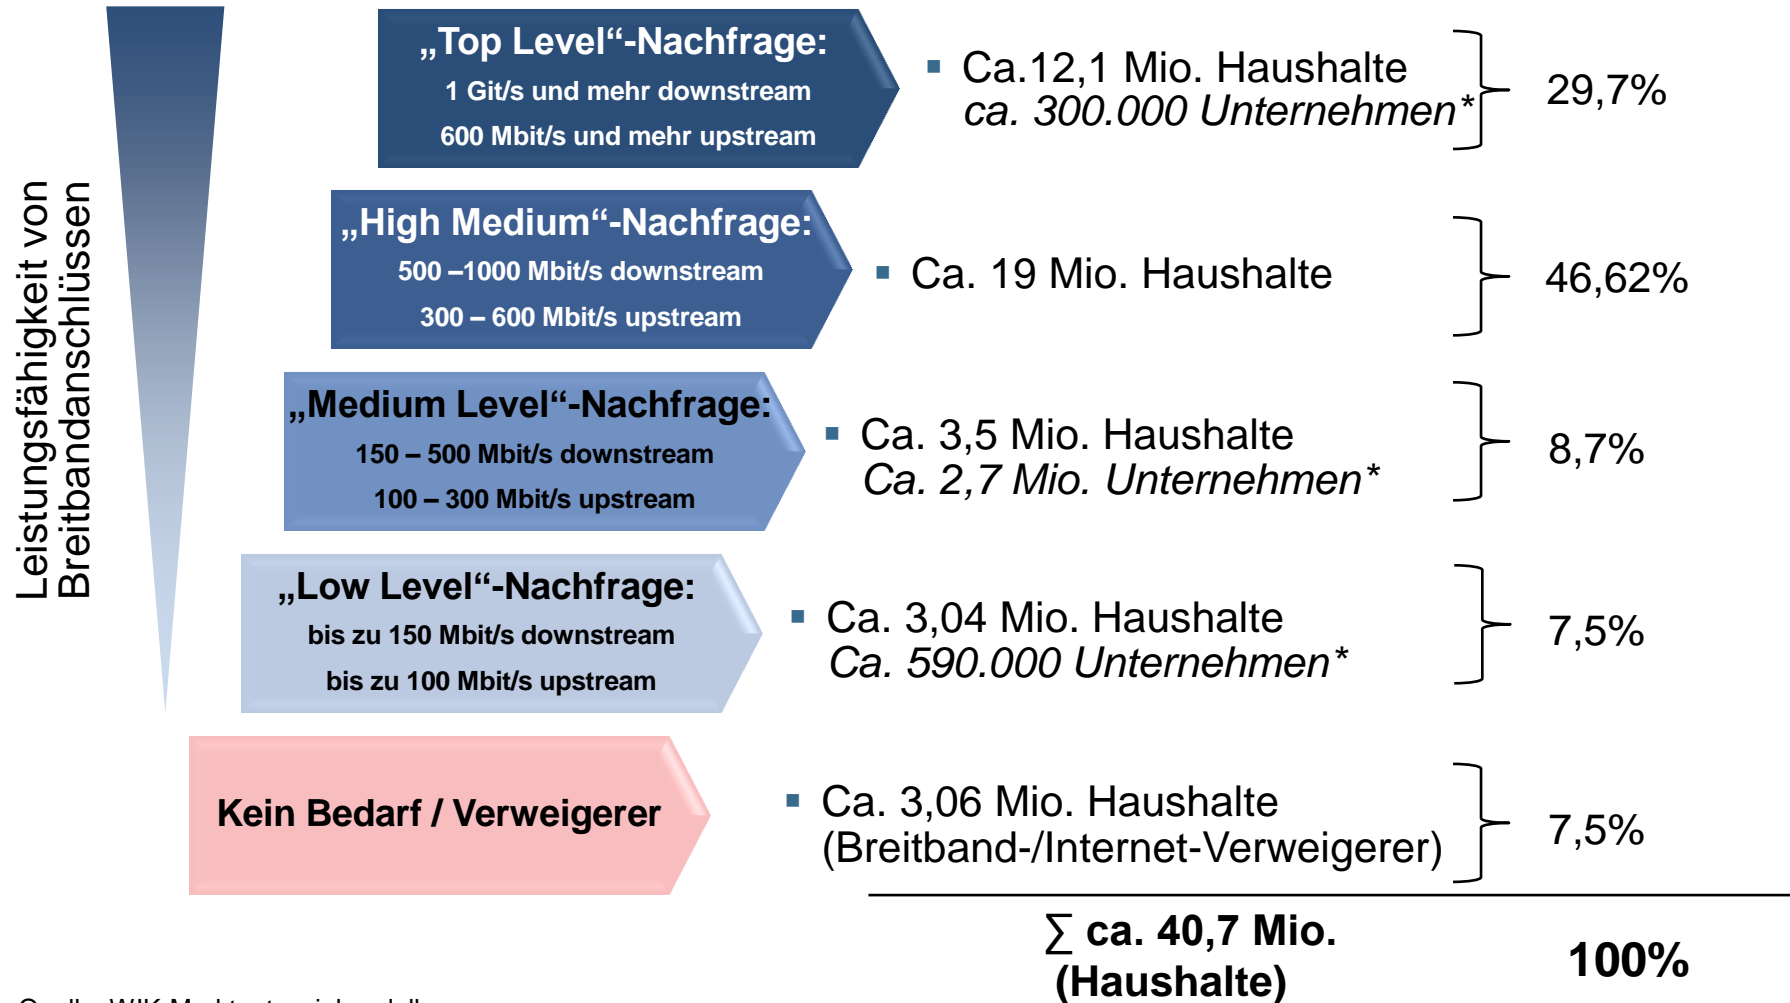 Leistungsfähigkeit von
Breitbandanschlüssen
„Top Level“-Nachfrage:
1 Git/s und mehr downstream
600 Mbit/s und mehr upstream
▪ Ca.12,1 Mio. Haushalte
ca. 300.000 Unternehmen*
29,7%
„High Medium“-Nachfrage:
500 –1000 Mbit/s downstream
300 – 600 Mbit/s upstream
▪ Ca. 19 Mio. Haushalte
46,62%
„Medium Level“-Nachfrage:
150 – 500 Mbit/s downstream
100 – 300 Mbit/s upstream
▪ Ca. 3,5 Mio. Haushalte
Ca. 2,7 Mio. Unternehmen*
8,7%
„Low Level“-Nachfrage:
bis zu 150 Mbit/s downstream
bis zu 100 Mbit/s upstream
▪ Ca. 3,04 Mio. Haushalte
Ca. 590.000 Unternehmen*
7,5%
Kein Bedarf / Verweigerer
▪ Ca. 3,06 Mio. Haushalte
(Breitband-/Internet-Verweigerer)
7,5%
∑ ca. 40,7 Mio.
(Haushalte)
100%